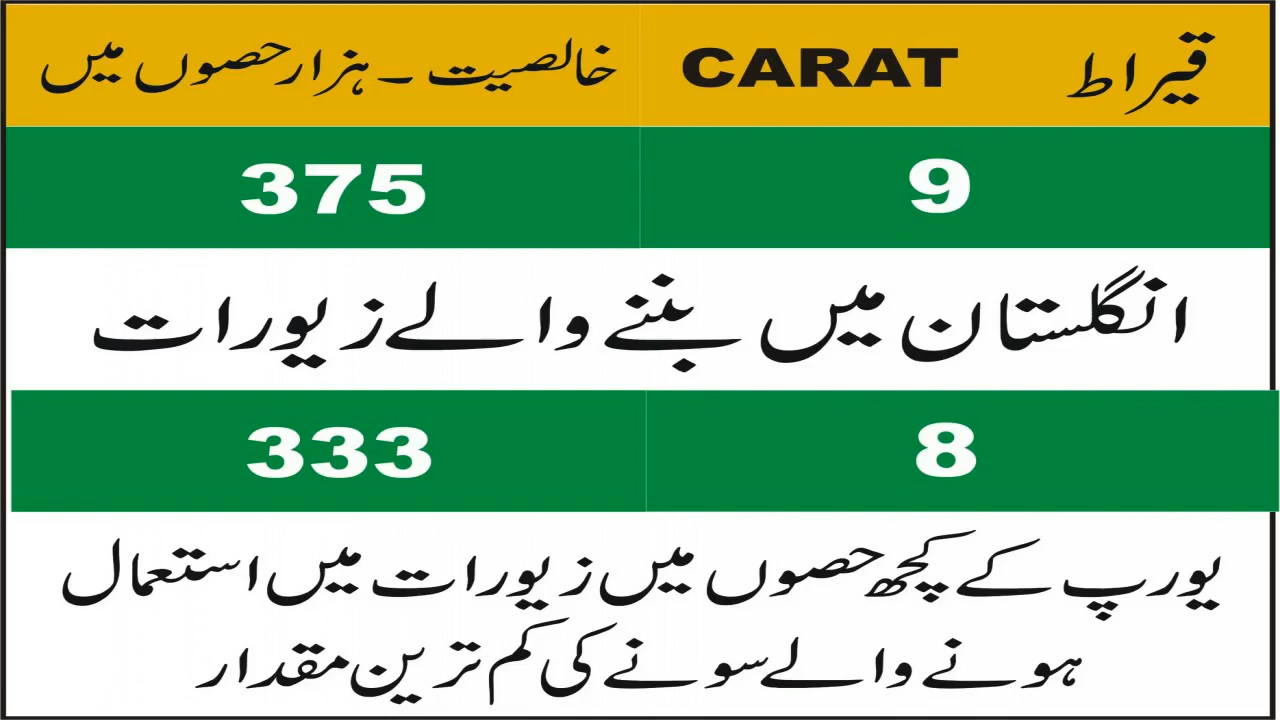 قیراط CARAT خالصیت ۔ ہزار حصوں میں
9 375
انگلستان میں بننے والے زیورات
8 333
یورپ کے کچھ حصوں میں زیورات میں استعمال
ہونے والے سونے کی کم ترین مقدار